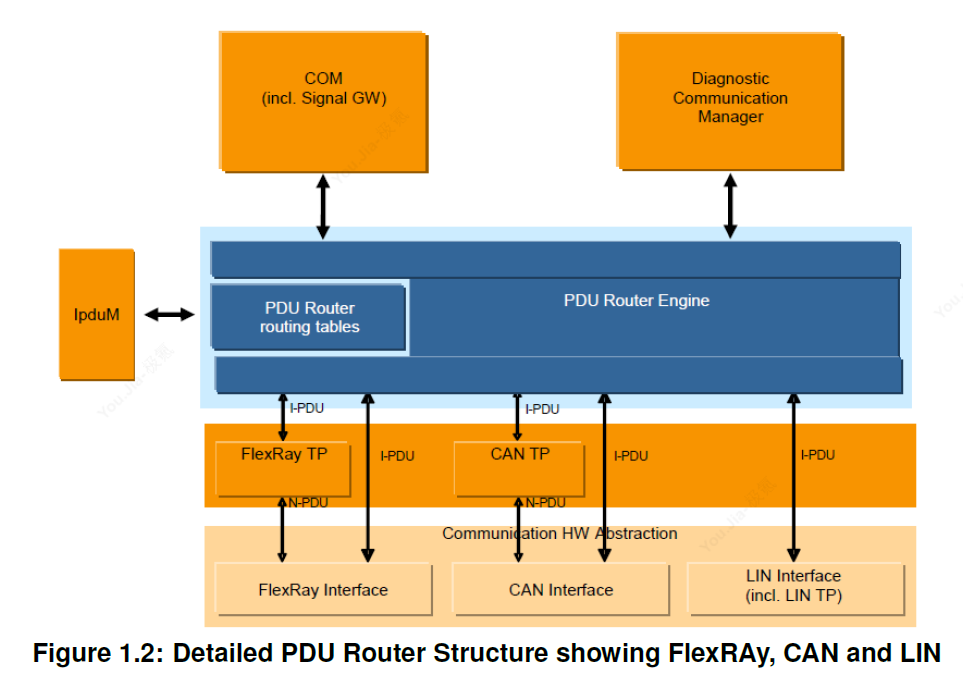 COM
(incl. Signal GW)
Diagnostic
Communication
Manager
IpduM
PDU Router
routing tables
PDU Router Engine
I-PDU
I-PDU
FlexRay TP
I-PDU
CAN TP
I-PDU
I-PDU
N-PDU
N-PDU
Communication HW Abstraction
FlexRay Interface
CAN Interface
LIN Interface
(incl. LIN TP)
Figure 1.2: Detailed PDU Router Structure showing FlexRAy, CAN and LIN